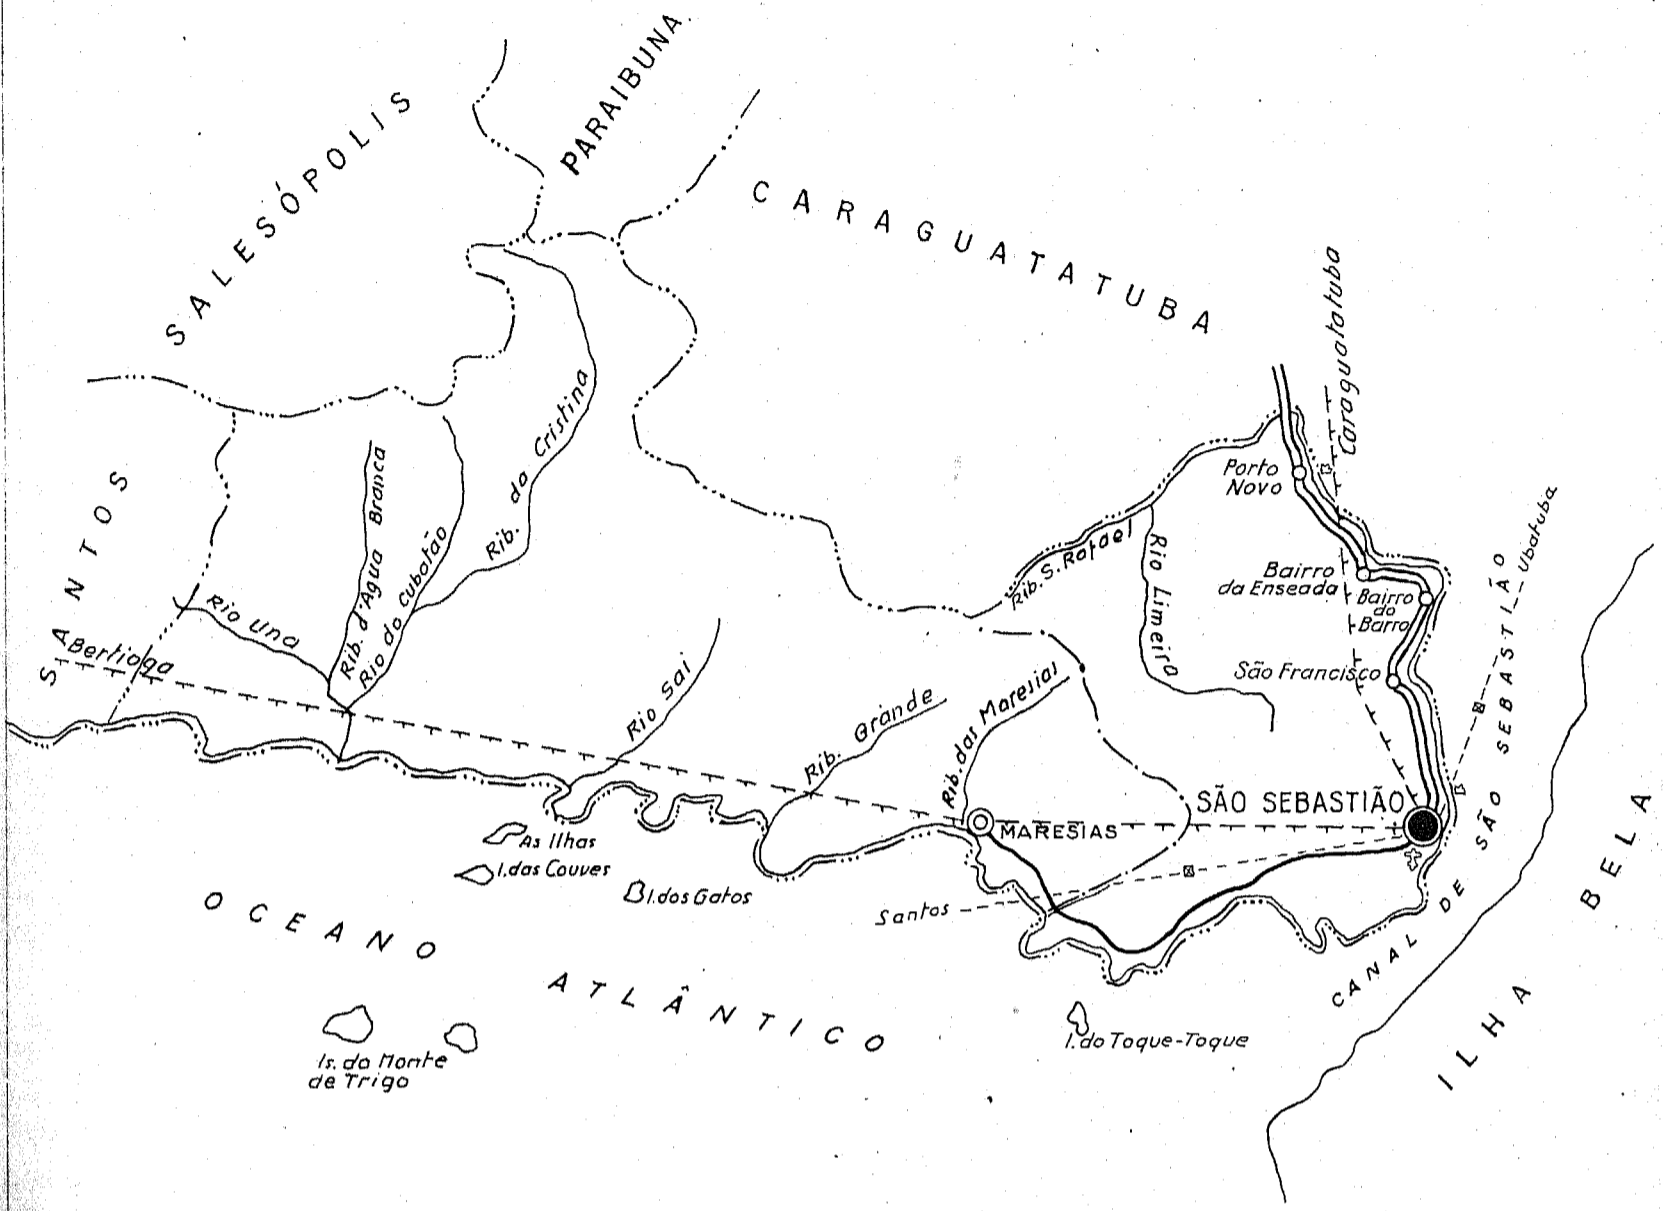 SALESÓPOLIS
PARAIBUNA
CARAGUATATUBA
Caraguatatuba
SANTOS
Rib. d'Agua Branca
Rio do Cubatão
Rib. da Cristina
Rio Una
Bertioga
Rio Sai
Rib. Grande
Rib. das Maresias
Rib. S. Rafael
Rio Limeira
Porto
Novo
Bairro
da Enseada
Bairro
do
Barro
São Francisco
Ubatuba
SÃO SEBASTIÃO
MARESIAS
Santos
As Ilhas
I. das Couves
I. dos Gatos
OCEANO ATLÂNTICO
Is. do Monte
de Trigo
I. do Toque-Toque
CANAL DE SÃO SEBASTIÃO
ILHA BELA